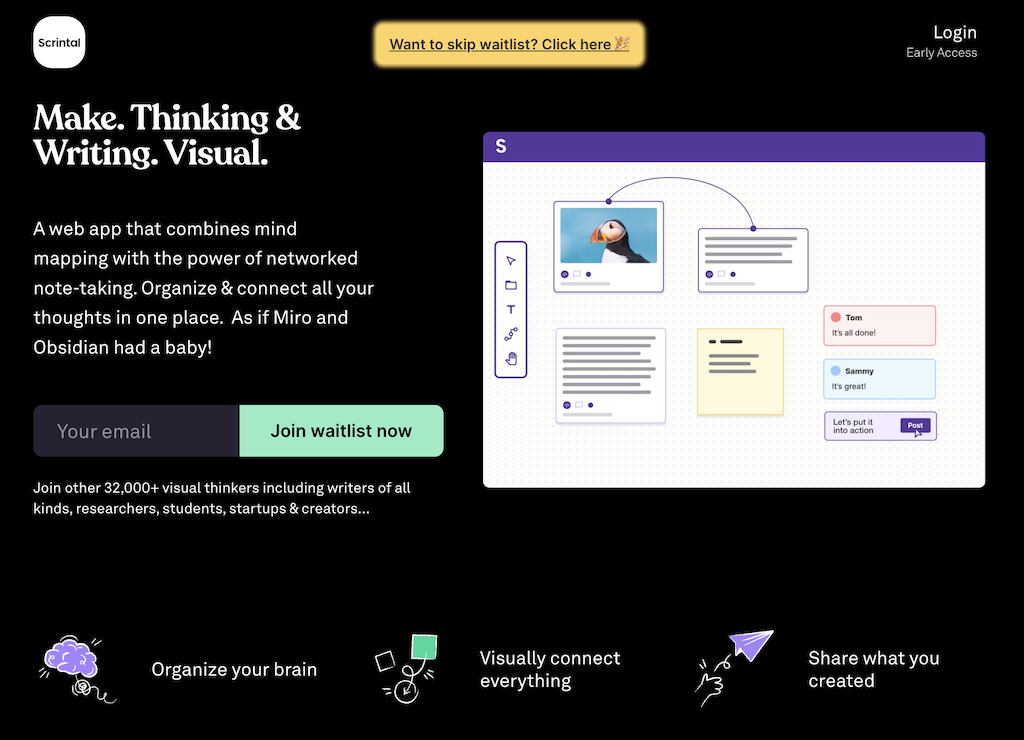 Scrintal
Want to skip waitlist? Click here
Login
Early Access
Make. Thinking &
Writing. Visual.
A web app that combines mind
mapping with the power of networked
note-taking. Organize & connect all your
thoughts in one place. As if Miro and
Obsidian had a baby!
Your email
Join waitlist now
Join other 32,000+ visual thinkers including writers of all
kinds, researchers, students, startups & creators...
S
T
Tom
It's all done!
Sammy
It's great!
Let's put it
into action
Post
Organize your brain
Visually connect
everything
Share what you
created